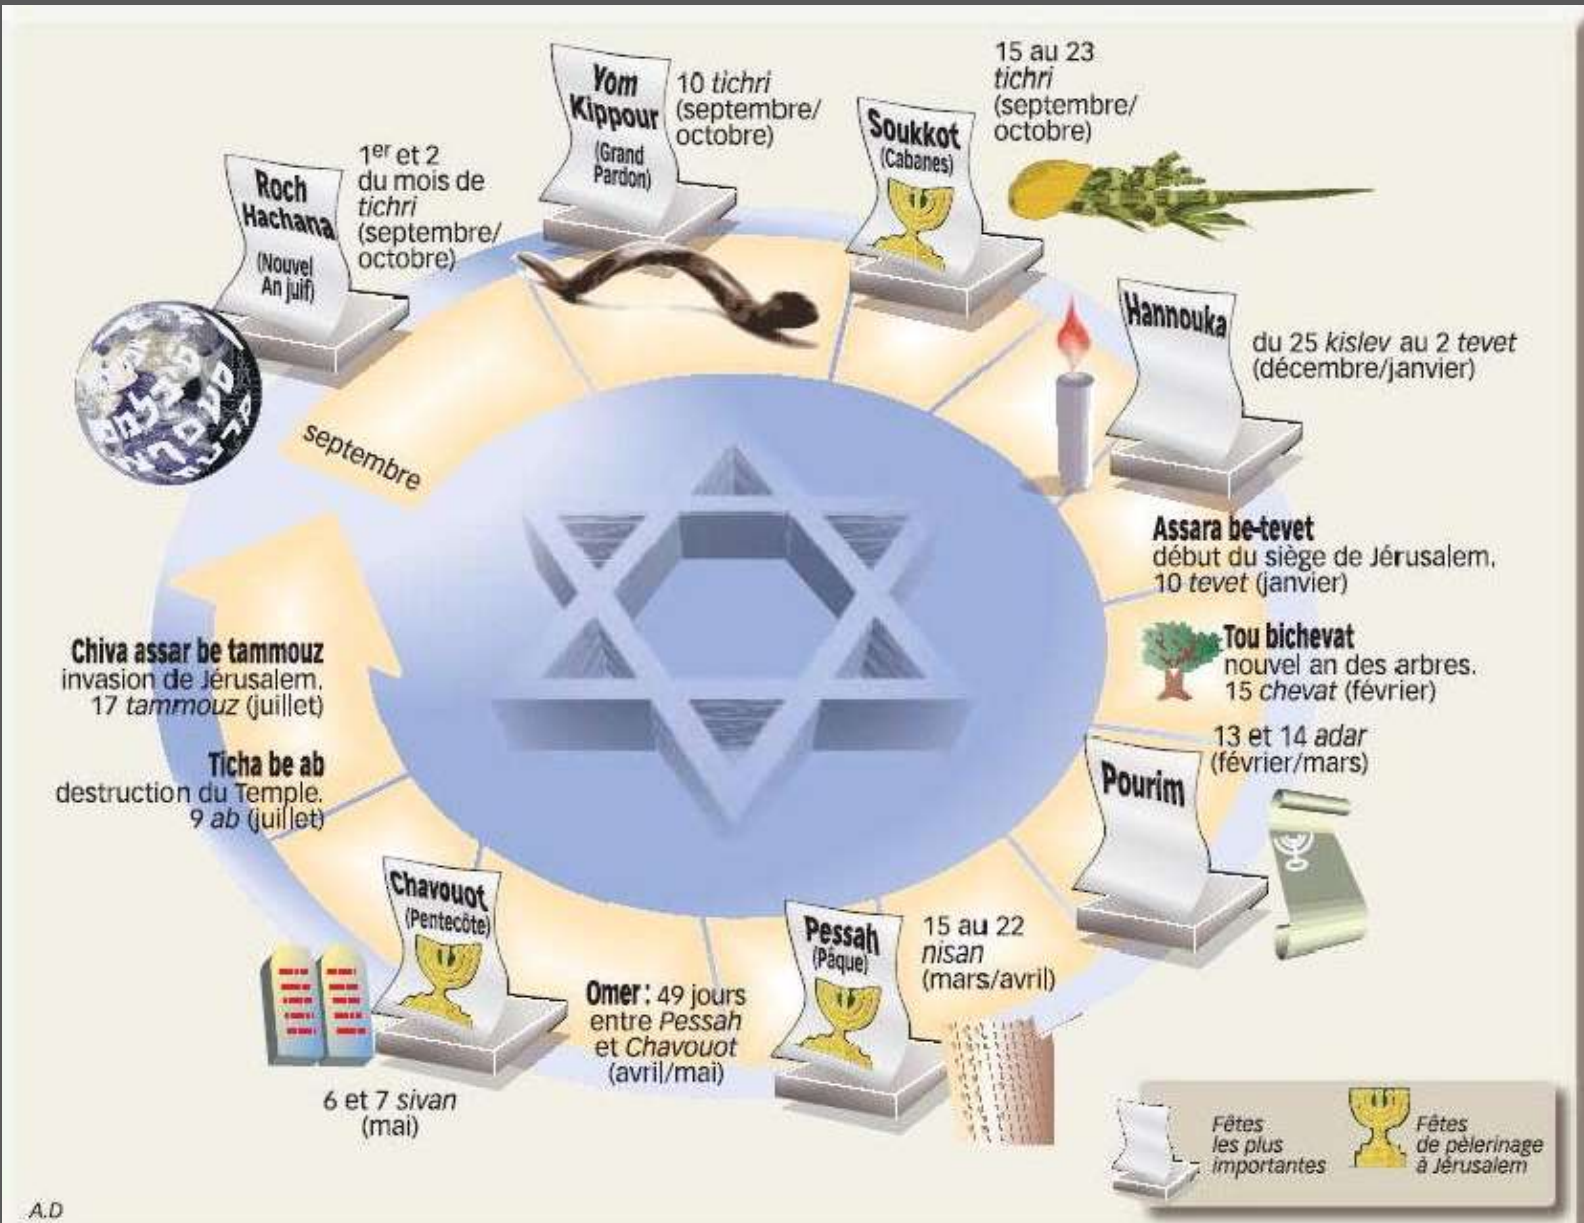 Roch
Hachana
(Nouvel
An juif)
1er et 2
du mois de
tichri
(septembre/
octobre)
Yom
Kippour
(Grand
Pardon)
10 tichri
(septembre/
octobre)
Soukkot
(Cabanes)
15 au 23
tichri
(septembre/
octobre)
Hannouka
du 25 kislev au 2 tevet
(décembre/janvier)
septembre
Assara be-tevet
début du siège de Jérusalem.
10 tevet (janvier)
Tou bichevat
nouvel an des arbres.
15 chevat (février)
13 et 14 adar
(février/mars)
Pourim
Pessah
(Pâque)
15 au 22
nisan
(mars/avril)
Omer : 49 jours
entre Pessah
et Chavouot
(avril/mai)
Chavouot
(Pentecôte)
6 et 7 sivan
(mai)
Chiva assar be tammouz
invasion de Jérusalem.
17 tammouz (juillet)
Ticha be ab
destruction du Temple.
9 ab (juillet)
Fêtes
les plus
importantes
Fêtes
de pèlerinage
à Jérusalem
A.D